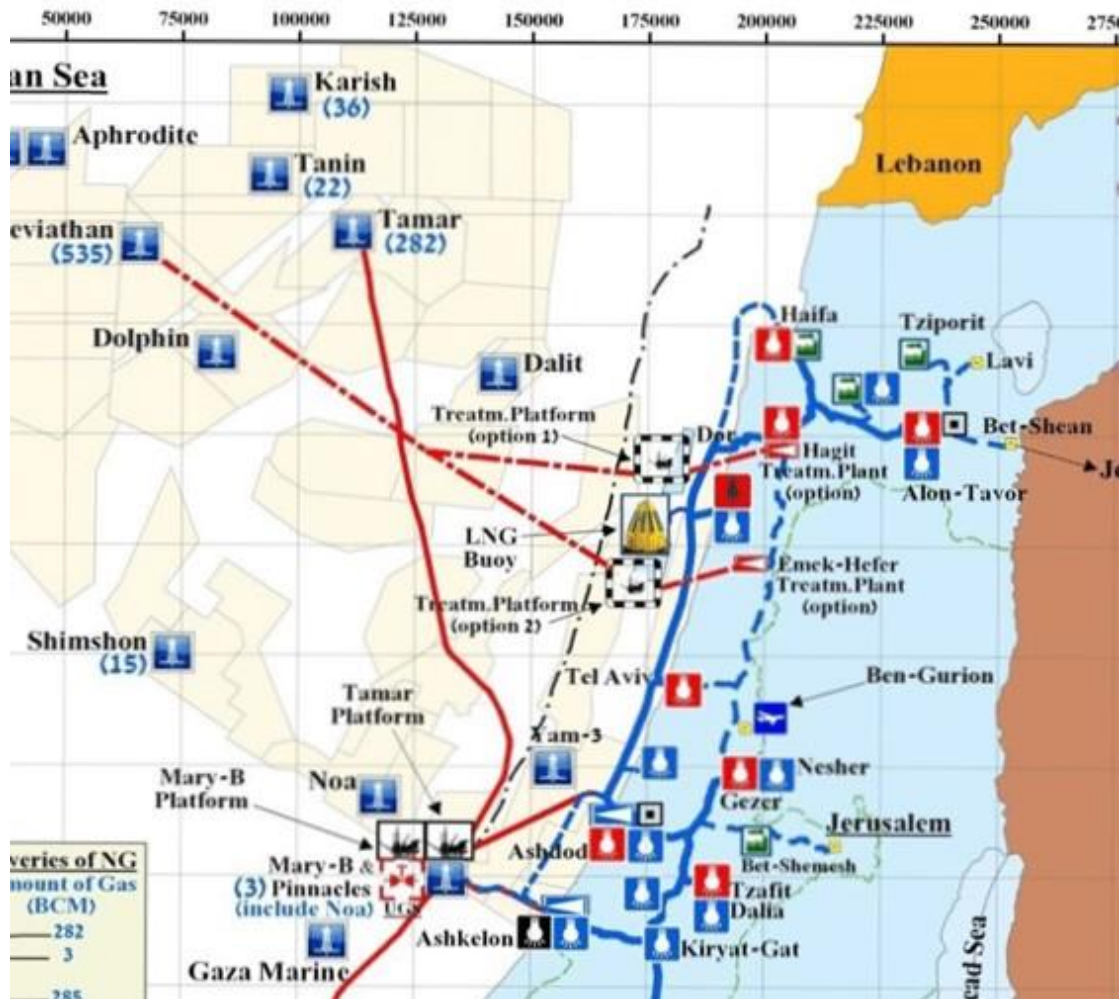 50000 75000 100000 125000 150000 175000 200000 225000 250000 275
an Sea
Karish
(36)
Aphrodite
Lebanon
Tanin
(22)
Tamar
(282)
eviathan
(535)
Haifa
Tziporit
Lavi
Dolphin
Dalit
Treatm.Platform
(option 1)
Dor
Bet-Shean
Hagit
Treatm.Plant
(option)
Alon-Tavor
LNG
Buoy
Emek-Hefer
Treatm.Plant
(option)
Treatm.Platform
(option 2)
Shimshon
(15)
Tel Aviv
Ben-Gurion
Tamar
Platform
Yam-3
Mary-B
Platform
Noa
Nesher
Gezer
Jerusalem
Ashdod
Bet-Shemesh
Mary-B &
(3) Pinnacles
(include Noa)
UGS
Tzafit
Dalia
Ashkelon
Kiryat-Gat
Gaza Marine
ead Sea
veries of NG
mount of Gas
(BCM)
282
3
285